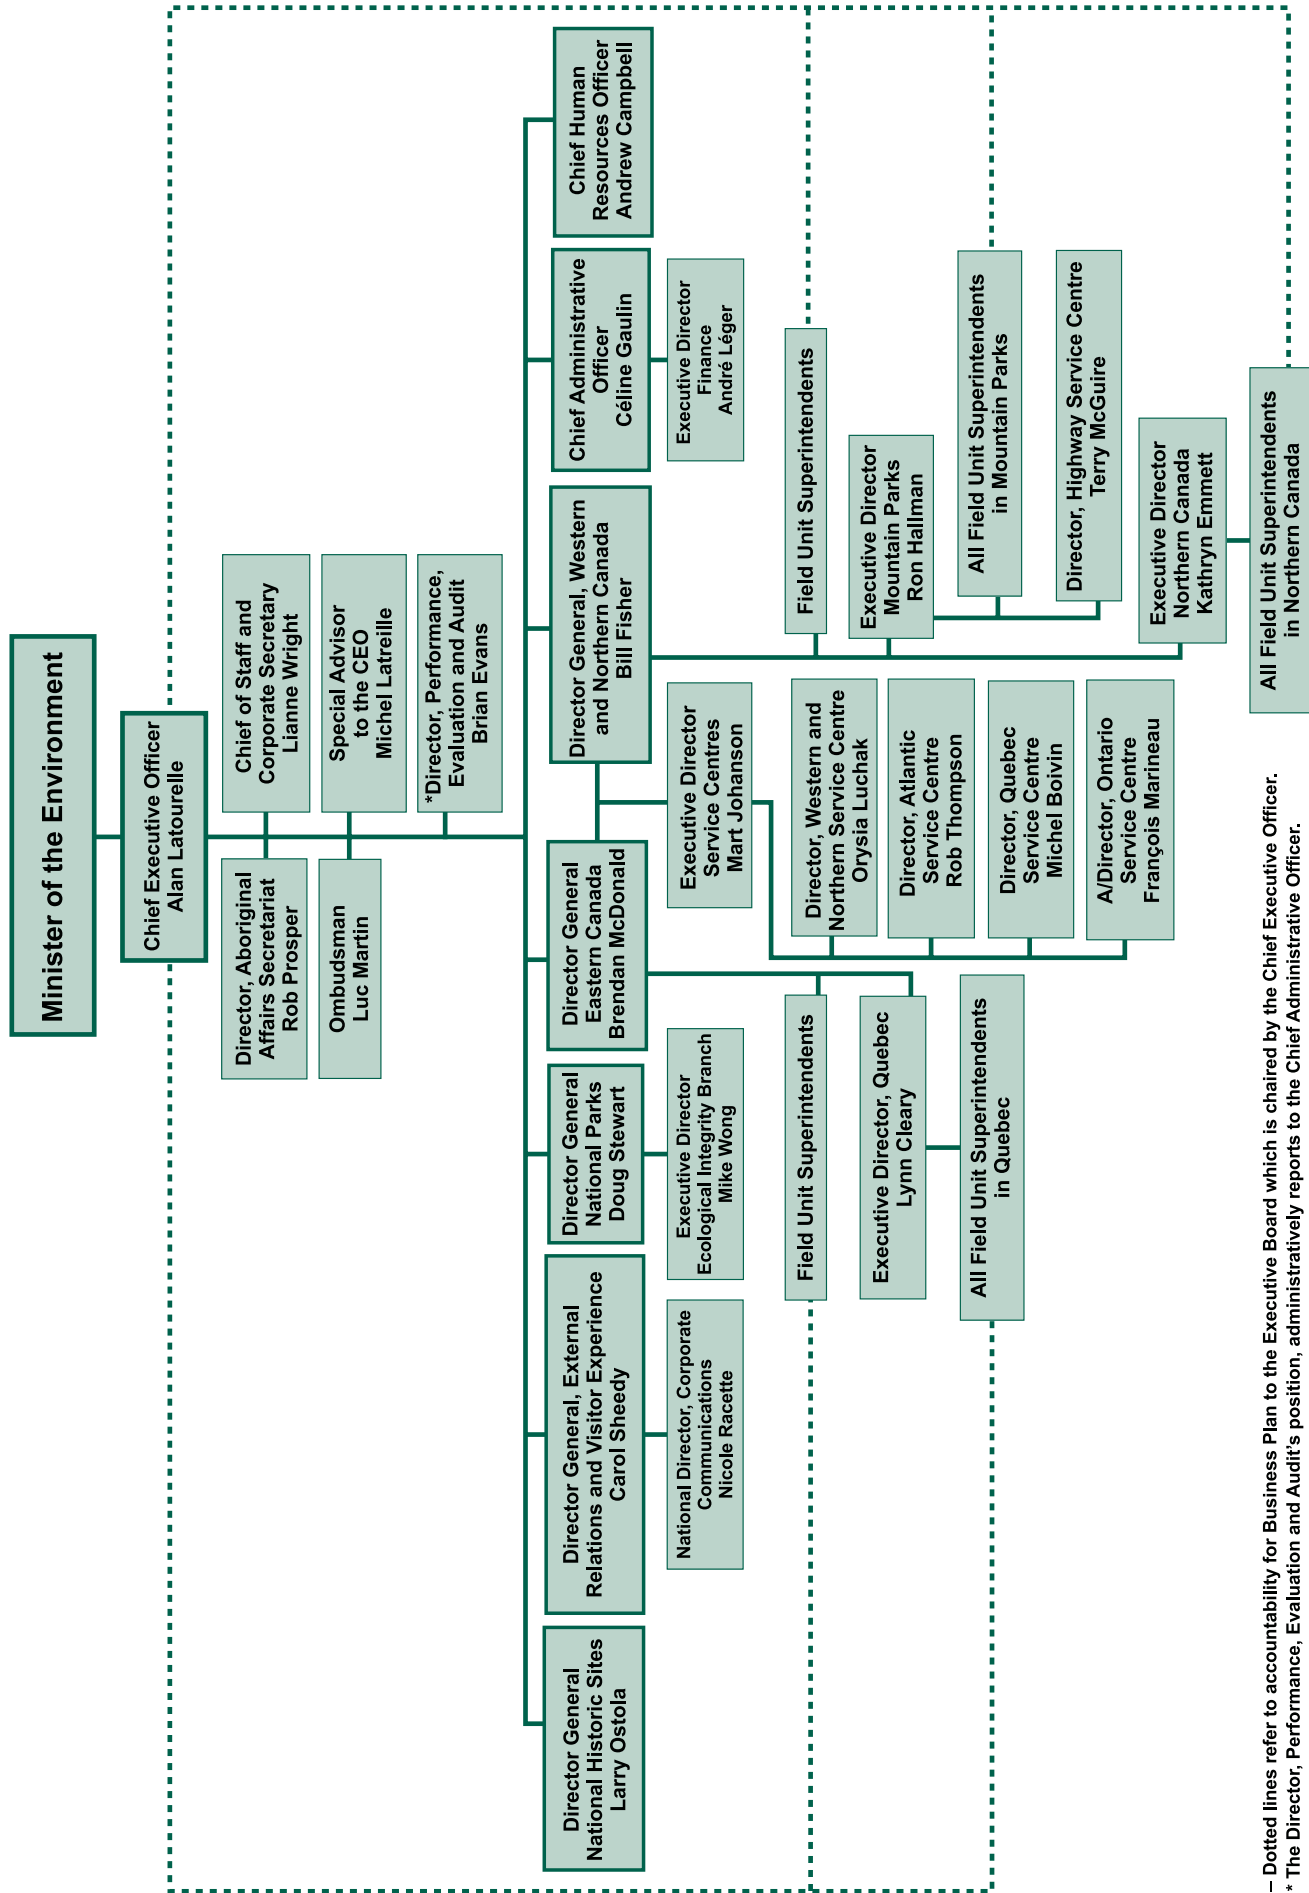 Minister of the Environment
Chief Executive Officer
Alan Latourelle
Director, Aboriginal
Affairs Secretariat
Rob Prosper
Chief of Staff and
Corporate Secretary
Lianne Wright
Ombudsman
Luc Martin
Special Advisor
to the CEO
Michel Latreille
*Director, Performance,
Evaluation and Audit
Brian Evans
Director General
National Historic Sites
Larry Ostola
Director General, External
Relations and Visitor Experience
Carol Sheedy
Director General
National Parks
Doug Stewart
Director General
Eastern Canada
Brendan McDonald
Director General, Western
and Northern Canada
Bill Fisher
Chief Administrative
Officer
Céline Gaulin
Chief Human
Resources Officer
Andrew Campbell
National Director, Corporate
Communications
Nicole Racette
Executive Director
Ecological Integrity Branch
Mike Wong
Executive Director
Service Centres
Mart Johanson
Executive Director
Finance
André Léger
Field Unit Superintendents
Executive Director, Quebec
Lynn Cleary
All Field Unit Superintendents
in Quebec
Director, Western and
Northern Service Centre
Orysia Luchak
Director, Atlantic
Service Centre
Rob Thompson
Director, Quebec
Service Centre
Michel Boivin
A/Director, Ontario
Service Centre
François Marineau
Field Unit Superintendents
Executive Director
Mountain Parks
Ron Hallman
All Field Unit Superintendents
in Mountain Parks
Director, Highway Service Centre
Terry McGuire
Executive Director
Northern Canada
Kathryn Emmett
All Field Unit Superintendents
in Northern Canada
– Dotted lines refer to accountability for Business Plan to the Executive Board which is chaired by the Chief Executive Officer.
* The Director, Performance, Evaluation and Audit's position, administratively reports to the Chief Administrative Officer.